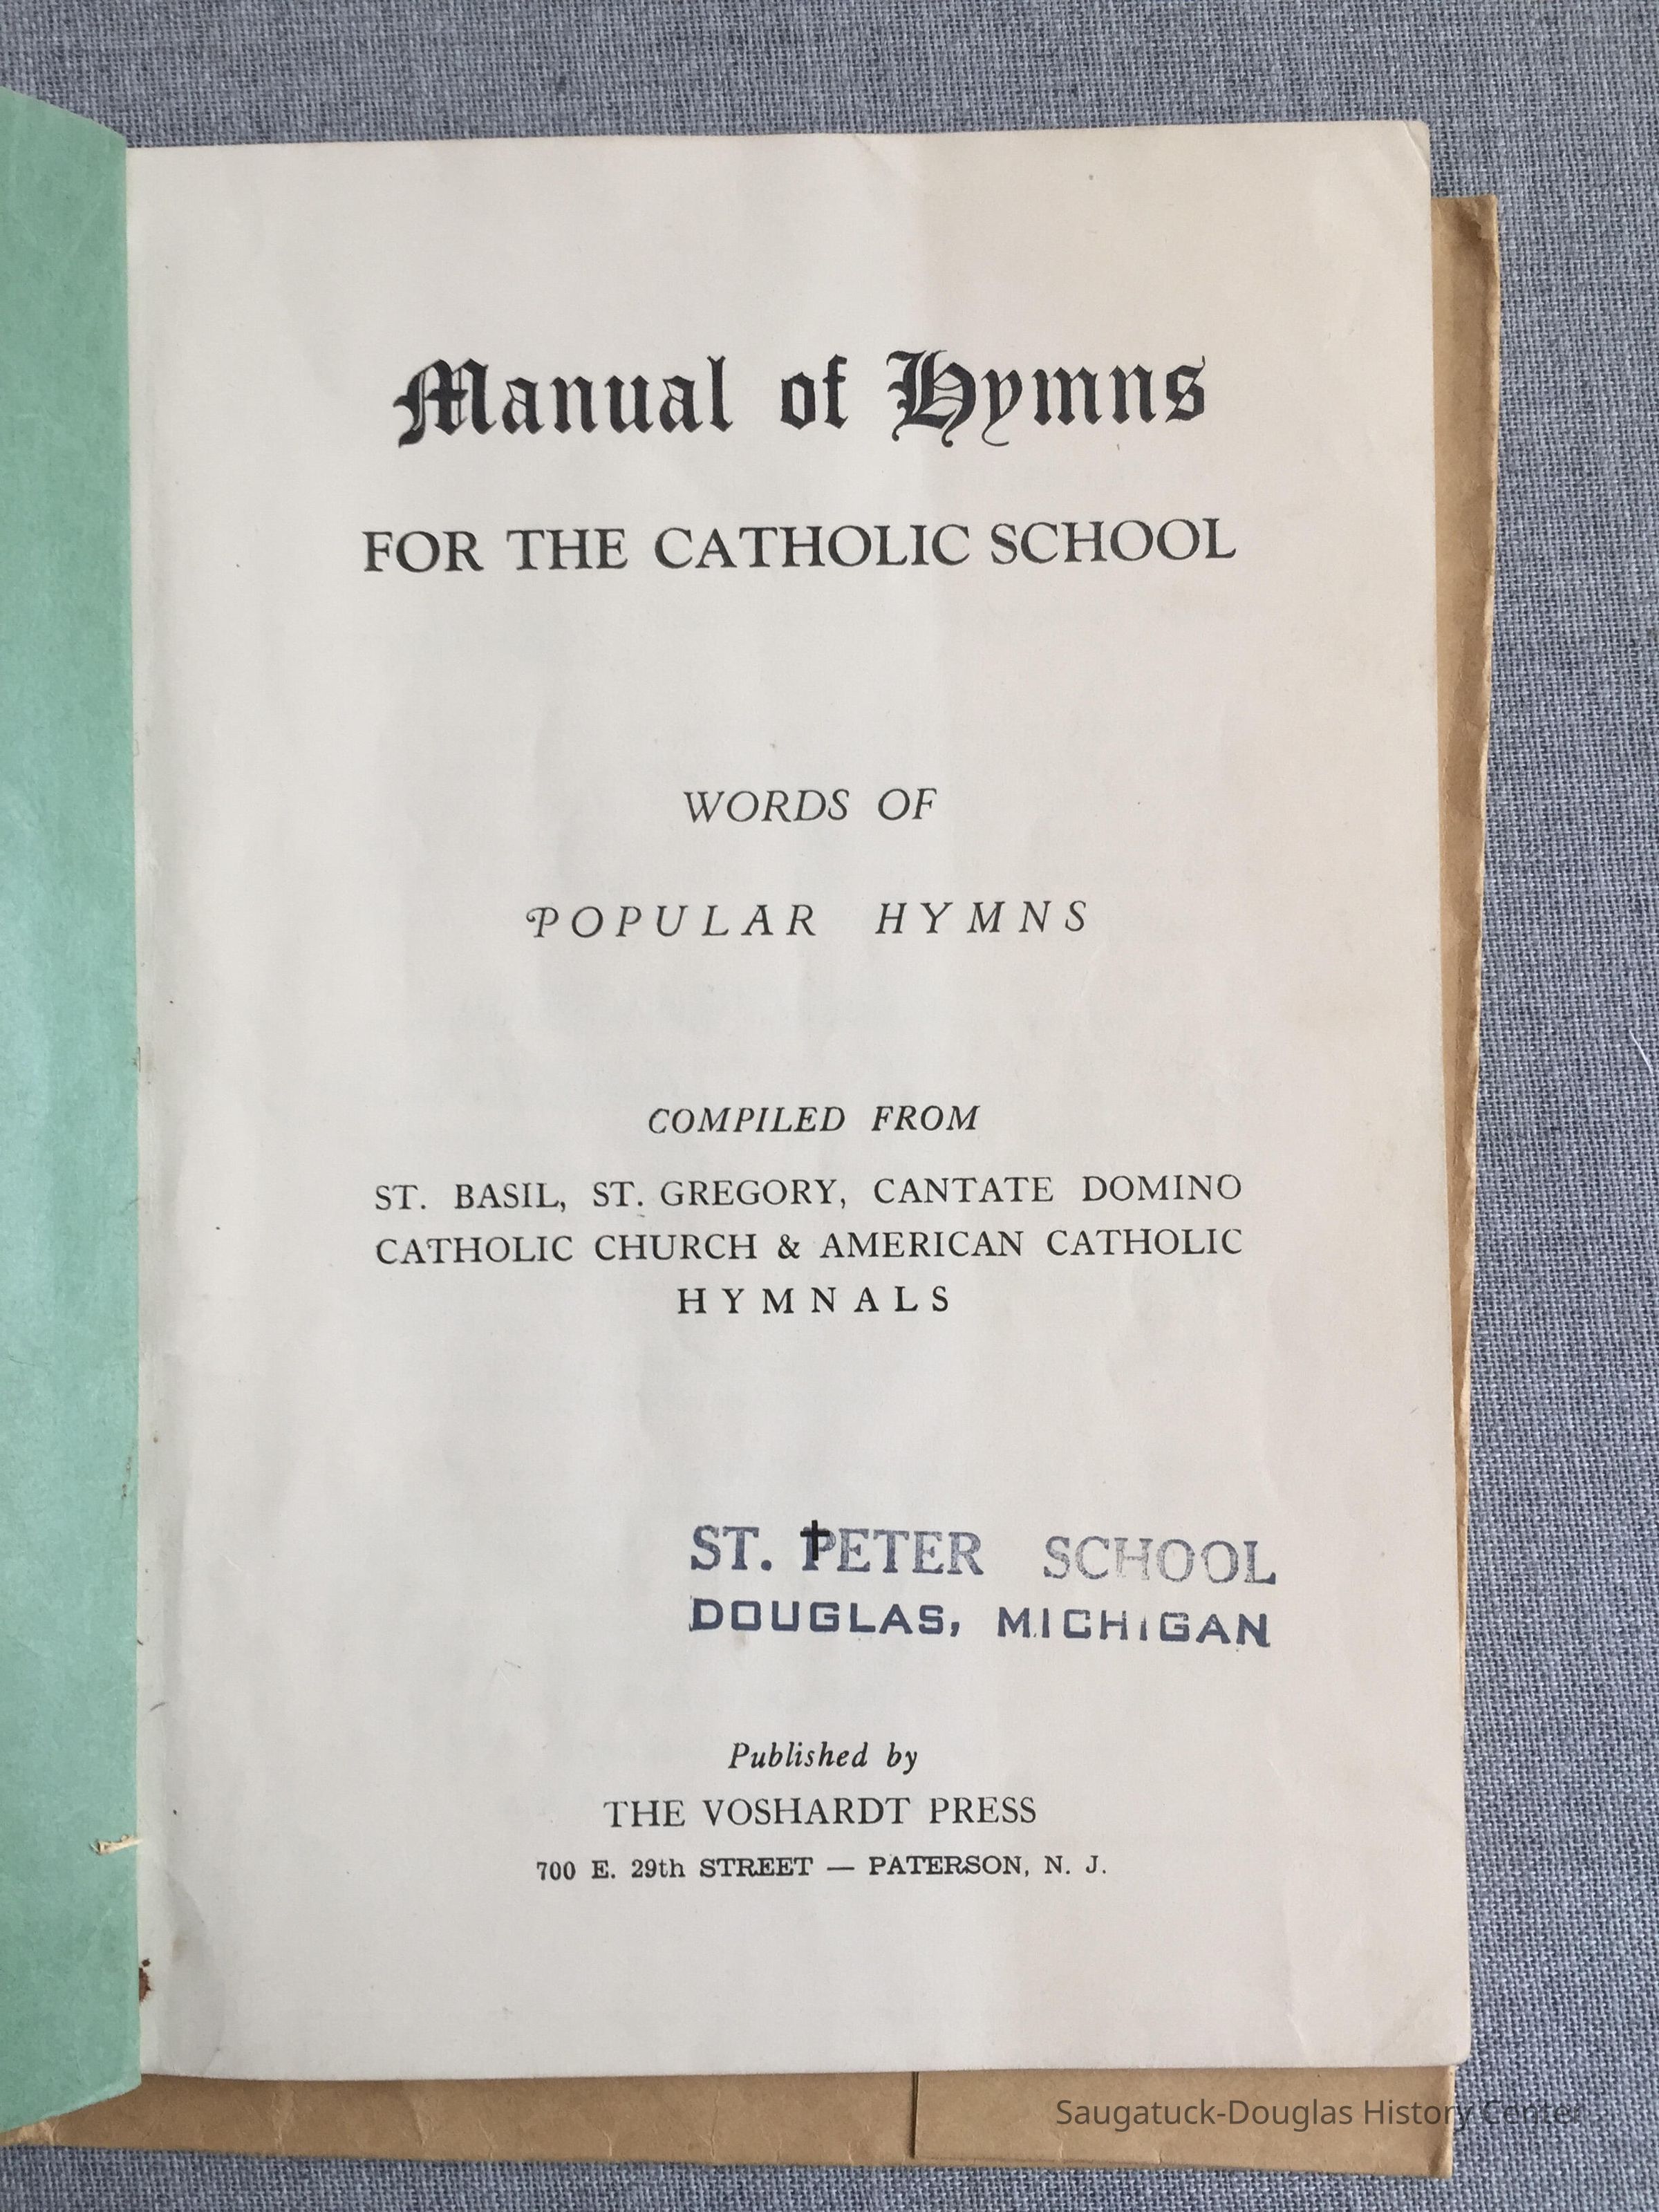 Manual of Hymns
FOR THE CATHOLIC SCHOOL
WORDS OF
POPULAR HYMNS
COMPILED FROM
ST. BASIL, ST. GREGORY, CANTATE DOMINO
CATHOLIC CHURCH & AMERICAN CATHOLIC
HYMNALS
ST. PETER SCHOOL
DOUGLAS, MICHIGAN
Published by
THE VOSHARDT PRESS
700 E. 29th STREET — PATERSON, N. J.
Saugatuck-Douglas History Center